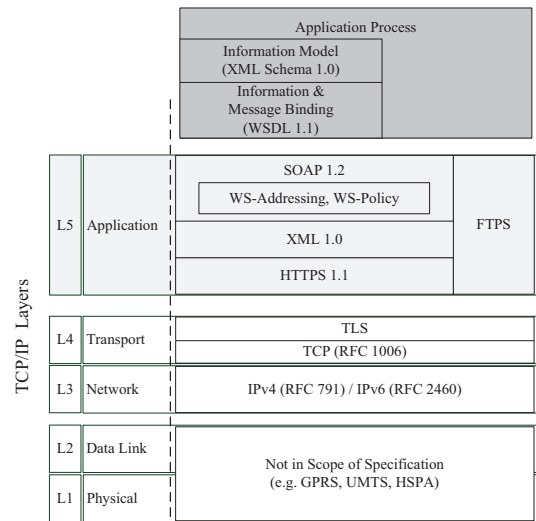 Application Process
Information Model
(XML Schema 1.0)
Information &
Message Binding
(WSDL 1.1)
TCP/IP Layers
L5
Application
SOAP 1.2
WS-Addressing, WS-Policy
XML 1.0
HTTPS 1.1
FTPS
L4
Transport
TLS
TCP (RFC 1006)
L3
Network
IPv4 (RFC 791) / IPv6 (RFC 2460)
L2
Data Link
L1
Physical
Not in Scope of Specification
(e.g. GPRS, UMTS, HSPA)